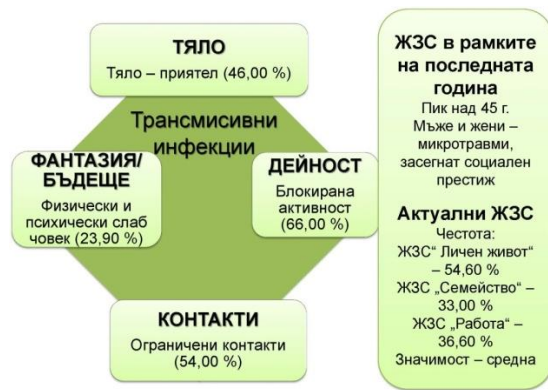 ТЯЛО
Тяло – приятел (46,00 %)
Трансмисивни
инфекции
ФАНТАЗИЯ/
БЪДЕЩЕ
Физически и
психически слаб
човек (23,90 %)
ДЕЙНОСТ
Блокирана
активност
(66,00 %)
КОНТАКТИ
Ограничени контакти
(54,00 %)
ЖЗС в рамките
на последната
година
Пик над 45 г.
Мъже и жени –
микротравми,
засегнат социален
престиж
Актуални ЖЗС
Честота:
ЖЗС“ Личен живот“
– 54,60 %
ЖЗС „Семейство“ –
33,00 %
ЖЗС „Работа“ –
36,60 %
Значимост – средна